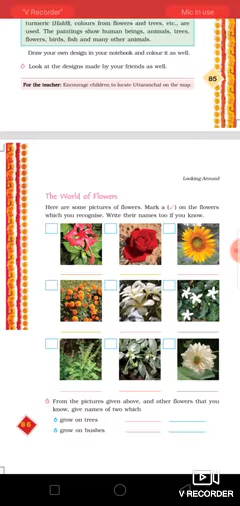 "V Recorder"
Mic in use
turmeric (Haldi), colours from flowers and trees, etc., are
used. The paintings show human beings, animals, trees,
flowers, birds, fish and many other animals.
Draw your own design in your notebook and colour it as well.
Look at the designs made by your friends as well.
For the teacher: Encourage children to locate Uttaranchal on the map.
85
Looking Around
The World of Flowers
Here are some pictures of flowers. Mark a (✓) on the flowers
which you recognise. Write their names too if you know.
From the pictures given above, and other flowers that you
know, give names of two which
grow on trees
grow on bushes
86
V RECORDER